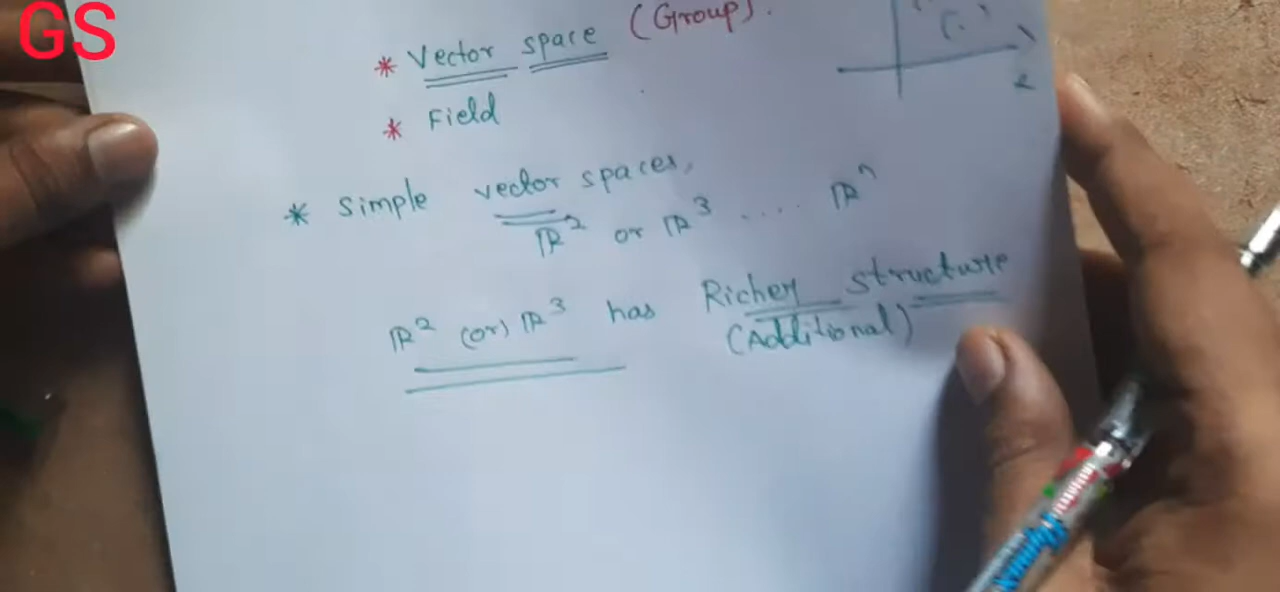 GS
* Vector space (Group).
* Field
* Simple vector spaces,
ℝ² or ℝ³ .... ℝⁿ
ℝ² (or) ℝ³ has Richer structure
(Additional)